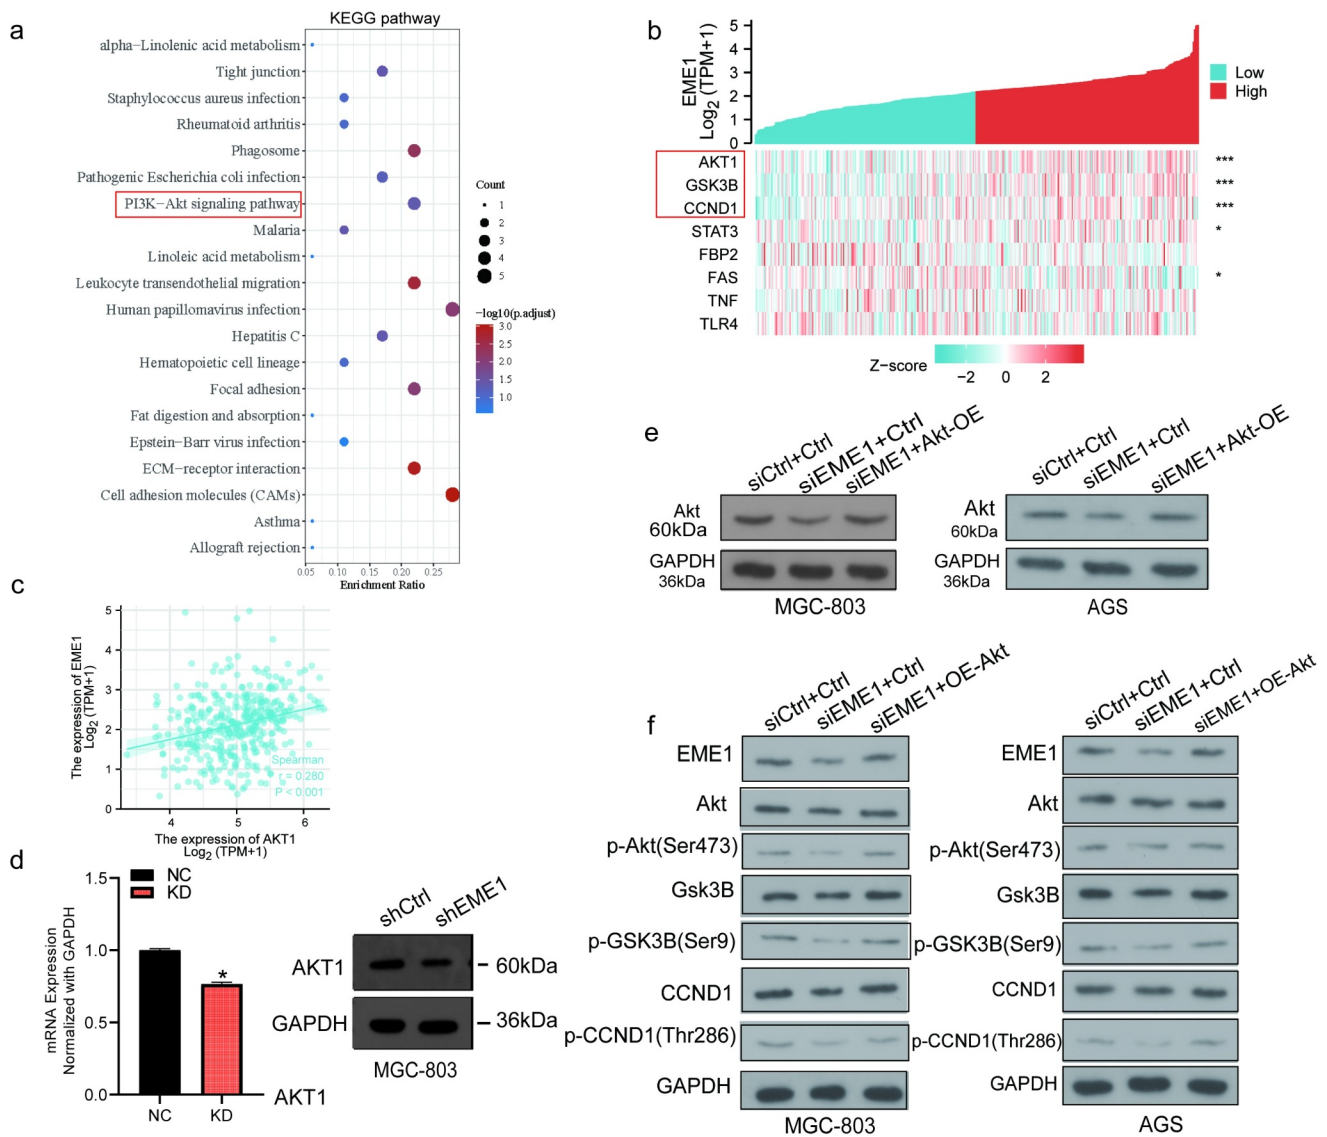 a
KEGG pathway
alpha−Linolenic acid metabolism
Tight junction
Staphylococcus aureus infection
Rheumatoid arthritis
Phagosome
Pathogenic Escherichia coli infection
PI3K−Akt signaling pathway
Malaria
Linoleic acid metabolism
Leukocyte transendothelial migration
Human papillomavirus infection
Hepatitis C
Hematopoietic cell lineage
Focal adhesion
Fat digestion and absorption
Epstein−Barr virus infection
ECM−receptor interaction
Cell adhesion molecules (CAMs)
Asthma
Allograft rejection
0.05 0.10 0.15 0.20 0.25
Enrichment Ratio
Count
1
2
3
4
5
−log10(p.adjust)
3.0
2.5
2.0
1.5
1.0
b
EME1
Log2 (TPM+1)
5
4
3
2
1
0
Low
High
AKT1 ***
GSK3B ***
CCND1 ***
STAT3 *
FBP2
FAS *
TNF
TLR4
Z−score
−2 0 2
c
The expression of EME1
Log2 (TPM+1)
5
4
3
2
1
0
Spearman
r = 0.280
P < 0.001
4 5 6
The expression of AKT1
Log2 (TPM+1)
d
NC
KD
mRNA Expression
Normalized with GAPDH
1.5
1.0
0.5
0.0
*
NC KD
AKT1
shCtrl shEME1
AKT1 60kDa
GAPDH 36kDa
MGC-803
e
siCtrl+Ctrl siEME1+Ctrl siEME1+Akt-OE
Akt
60kDa
GAPDH
36kDa
MGC-803
siCtrl+Ctrl siEME1+Ctrl siEME1+Akt-OE
Akt
60kDa
GAPDH
36kDa
AGS
f
siCtrl+Ctrl siEME1+Ctrl siEME1+OE-Akt
EME1
Akt
p-Akt(Ser473)
Gsk3B
p-GSK3B(Ser9)
CCND1
p-CCND1(Thr286)
GAPDH
MGC-803
siCtrl+Ctrl siEME1+Ctrl siEME1+OE-Akt
EME1
Akt
p-Akt(Ser473)
Gsk3B
p-GSK3B(Ser9)
CCND1
p-CCND1(Thr286)
GAPDH
AGS